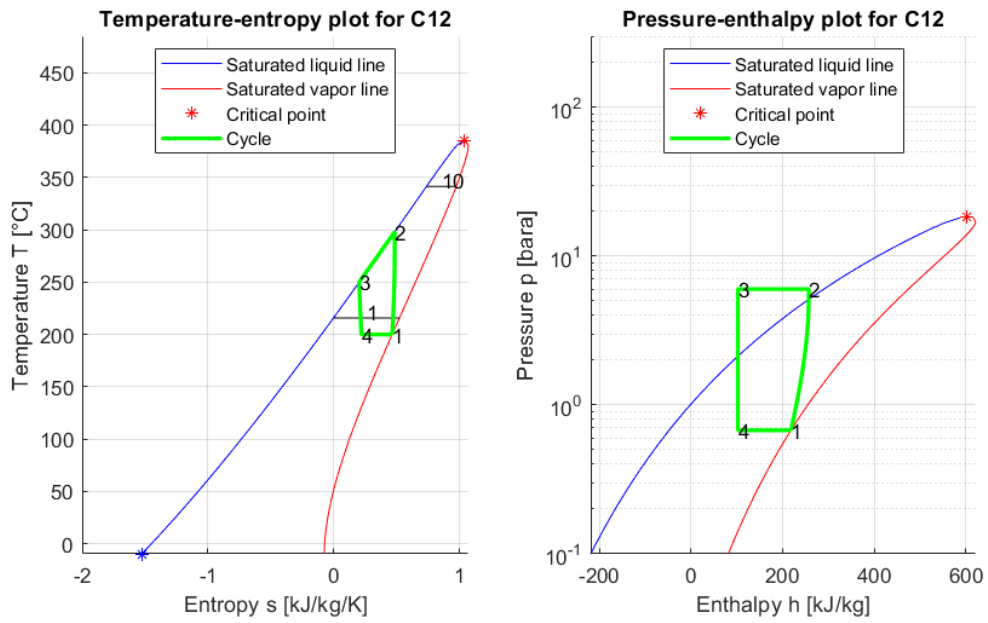 Temperature-entropy plot for C12
Saturated liquid line
Saturated vapor line
Critical point
Cycle
450
400
350
300
250
200
150
100
50
0
-2
-1
0
1
Temperature T [°C]
Entropy s [kJ/kg/K]
10
2
3
1
4
1
Pressure-enthalpy plot for C12
Saturated liquid line
Saturated vapor line
Critical point
Cycle
10^2
10^1
10^0
10^-1
-200
0
200
400
600
Pressure p [bara]
Enthalpy h [kJ/kg]
3
2
4
1